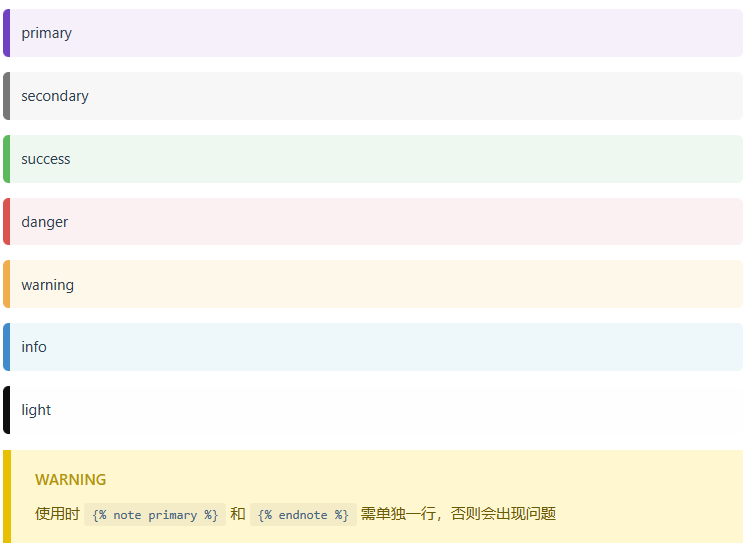 primary
secondary
success
danger
warning
info
light
WARNING
使用时 {% note primary %} 和 {% endnote %} 需单独一行，否则会出现问题